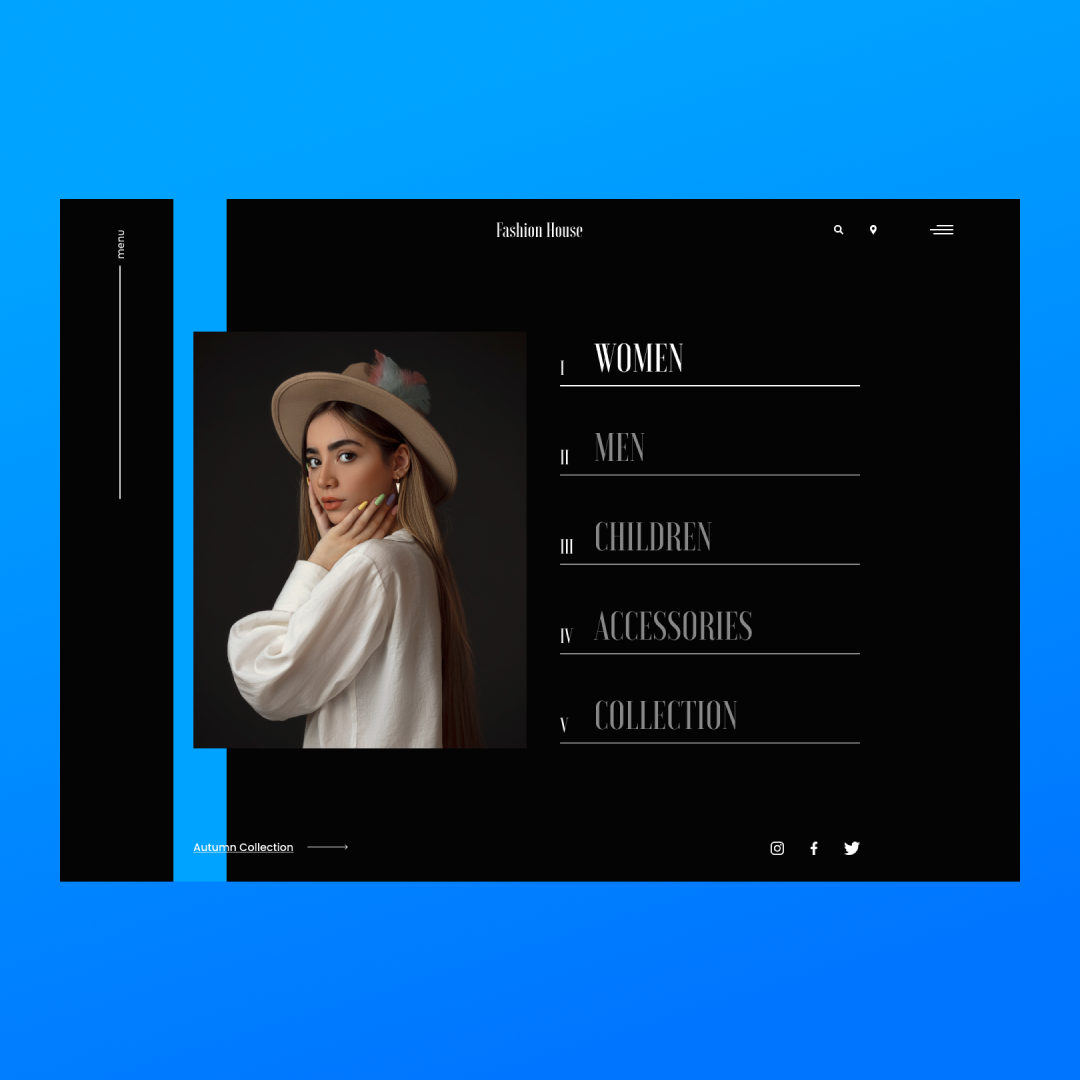 menu
Fashion House
I WOMEN
II MEN
III CHILDREN
IV ACCESSORIES
V COLLECTION
Autumn Collection